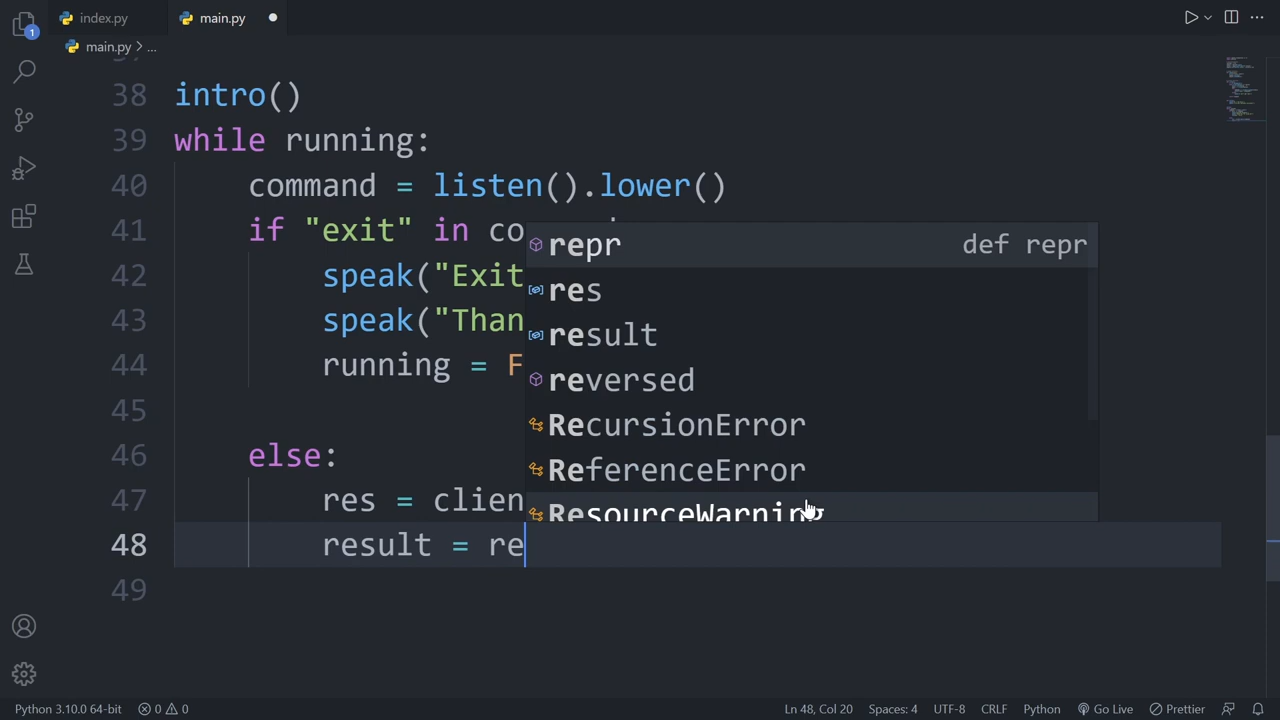 index.py
main.py
main.py > ...
1
38 intro()
39 while running:
40 command = listen().lower()
41 if "exit" in co
42 speak("Exit
43 speak("Than
44 running = F
45
46 else:
47 res = clien
48 result = re
49
repr def repr
res
result
reversed
RecursionError
ReferenceError
ResourceWarning
Python 3.10.0 64-bit 0 0 Ln 48, Col 20 Spaces: 4 UTF-8 CRLF Python Go Live Prettier